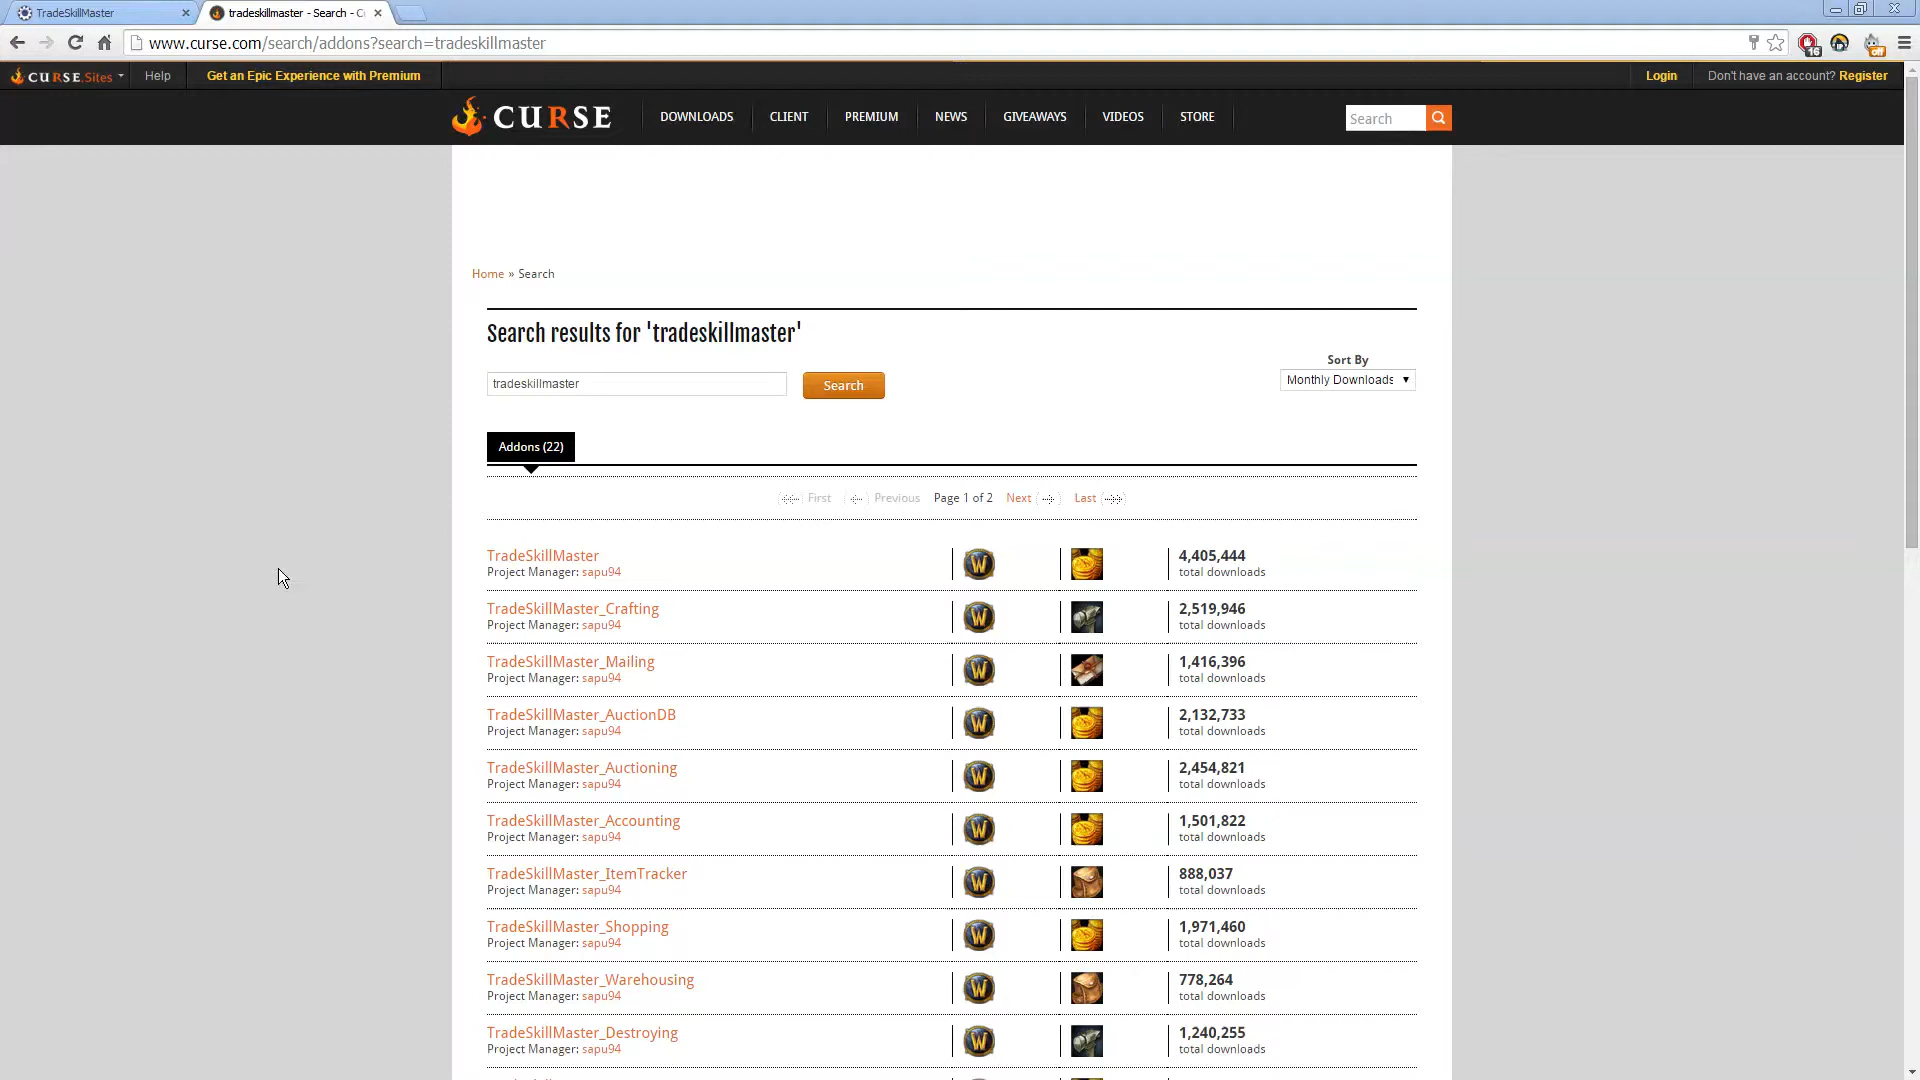 TradeSkillMaster
tradeskillmaster - Search - C
www.curse.com/search/addons?search=tradeskillmaster
16
off
CURSE Sites
Help
Get an Epic Experience with Premium
Login
Don't have an account? Register
CURSE
DOWNLOADS
CLIENT
PREMIUM
NEWS
GIVEAWAYS
VIDEOS
STORE
Search
Home » Search
Search results for 'tradeskillmaster'
Sort By
tradeskillmaster
Search
Monthly Downloads
Addons (22)
First Previous Page 1 of 2 Next Last
TradeSkillMaster
Project Manager: sapu94
4,405,444
total downloads
TradeSkillMaster_Crafting
Project Manager: sapu94
2,519,946
total downloads
TradeSkillMaster_Mailing
Project Manager: sapu94
1,416,396
total downloads
TradeSkillMaster_AuctionDB
Project Manager: sapu94
2,132,733
total downloads
TradeSkillMaster_Auctioning
Project Manager: sapu94
2,454,821
total downloads
TradeSkillMaster_Accounting
Project Manager: sapu94
1,501,822
total downloads
TradeSkillMaster_ItemTracker
Project Manager: sapu94
888,037
total downloads
TradeSkillMaster_Shopping
Project Manager: sapu94
1,971,460
total downloads
TradeSkillMaster_Warehousing
Project Manager: sapu94
778,264
total downloads
TradeSkillMaster_Destroying
Project Manager: sapu94
1,240,255
total downloads